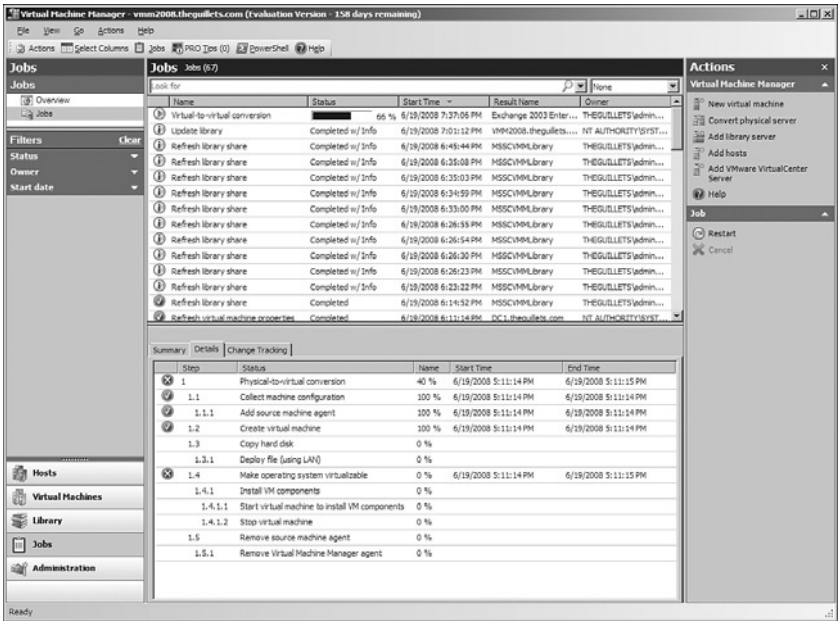 Virtual Machine Manager - vmm2008.theguillets.com (Evaluation Version - 158 days remaining)
File View Go Actions Help
Actions Select Columns Jobs PRO Tips (0) PowerShell Help
Jobs
Jobs
Overview
Jobs
Filters Clear
Status
Owner
Start date
Hosts
Virtual Machines
Library
Jobs
Administration
Jobs Jobs (67)
Look for None
Name Status Start Time Result Name Owner
Virtual-to-virtual conversion 66 % 6/19/2008 7:37:06 PM Exchange 2003 Enter... THEGUILLETS\admin...
Update library Completed w/ Info 6/19/2008 7:01:12 PM VMM2008.theguillets.... NT AUTHORITY\SYST...
Refresh library share Completed w/ Info 6/19/2008 6:45:44 PM MSSCVMMLibrary THEGUILLETS\admin...
Refresh library share Completed w/ Info 6/19/2008 6:35:08 PM MSSCVMMLibrary THEGUILLETS\admin...
Refresh library share Completed w/ Info 6/19/2008 6:35:03 PM MSSCVMMLibrary THEGUILLETS\admin...
Refresh library share Completed w/ Info 6/19/2008 6:34:59 PM MSSCVMMLibrary THEGUILLETS\admin...
Refresh library share Completed w/ Info 6/19/2008 6:33:00 PM MSSCVMMLibrary THEGUILLETS\admin...
Refresh library share Completed w/ Info 6/19/2008 6:26:55 PM MSSCVMMLibrary THEGUILLETS\admin...
Refresh library share Completed w/ Info 6/19/2008 6:26:54 PM MSSCVMMLibrary THEGUILLETS\admin...
Refresh library share Completed w/ Info 6/19/2008 6:26:30 PM MSSCVMMLibrary THEGUILLETS\admin...
Refresh library share Completed w/ Info 6/19/2008 6:26:23 PM MSSCVMMLibrary THEGUILLETS\admin...
Refresh library share Completed w/ Info 6/19/2008 6:23:22 PM MSSCVMMLibrary THEGUILLETS\admin...
Refresh library share Completed 6/19/2008 6:14:52 PM MSSCVMMLibrary THEGUILLETS\admin...
Refresh virtual machine properties Completed 6/19/2008 6:11:14 PM DC1.theguillets.com NT AUTHORITY\SYST...
Summary Details Change Tracking
Step Status Name Start Time End Time
1 Physical-to-virtual conversion 40 % 6/19/2008 5:11:14 PM 6/19/2008 5:11:15 PM
1.1 Collect machine configuration 100 % 6/19/2008 5:11:14 PM 6/19/2008 5:11:14 PM
1.1.1 Add source machine agent 100 % 6/19/2008 5:11:14 PM 6/19/2008 5:11:14 PM
1.2 Create virtual machine 100 % 6/19/2008 5:11:14 PM 6/19/2008 5:11:14 PM
1.3 Copy hard disk 0 %
1.3.1 Deploy file (using LAN) 0 %
1.4 Make operating system virtualizable 0 % 6/19/2008 5:11:14 PM 6/19/2008 5:11:15 PM
1.4.1 Install VM components 0 %
1.4.1.1 Start virtual machine to install VM components 0 %
1.4.1.2 Stop virtual machine 0 %
1.5 Remove source machine agent 0 %
1.5.1 Remove Virtual Machine Manager agent 0 %
Actions
Virtual Machine Manager
New virtual machine
Convert physical server
Add library server
Add hosts
Add VMware VirtualCenter
Server
Help
Job
Restart
Cancel
Ready